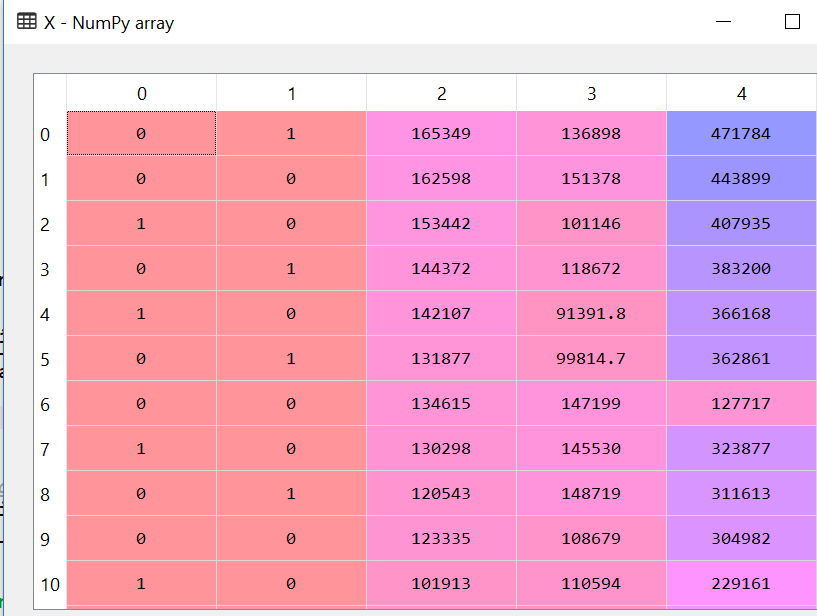 X - NumPy array
0 1 2 3 4
0 0 1 165349 136898 471784
1 0 0 162598 151378 443899
2 1 0 153442 101146 407935
3 0 1 144372 118672 383200
4 1 0 142107 91391.8 366168
5 0 1 131877 99814.7 362861
6 0 0 134615 147199 127717
7 1 0 130298 145530 323877
8 0 1 120543 148719 311613
9 0 0 123335 108679 304982
10 1 0 101913 110594 229161